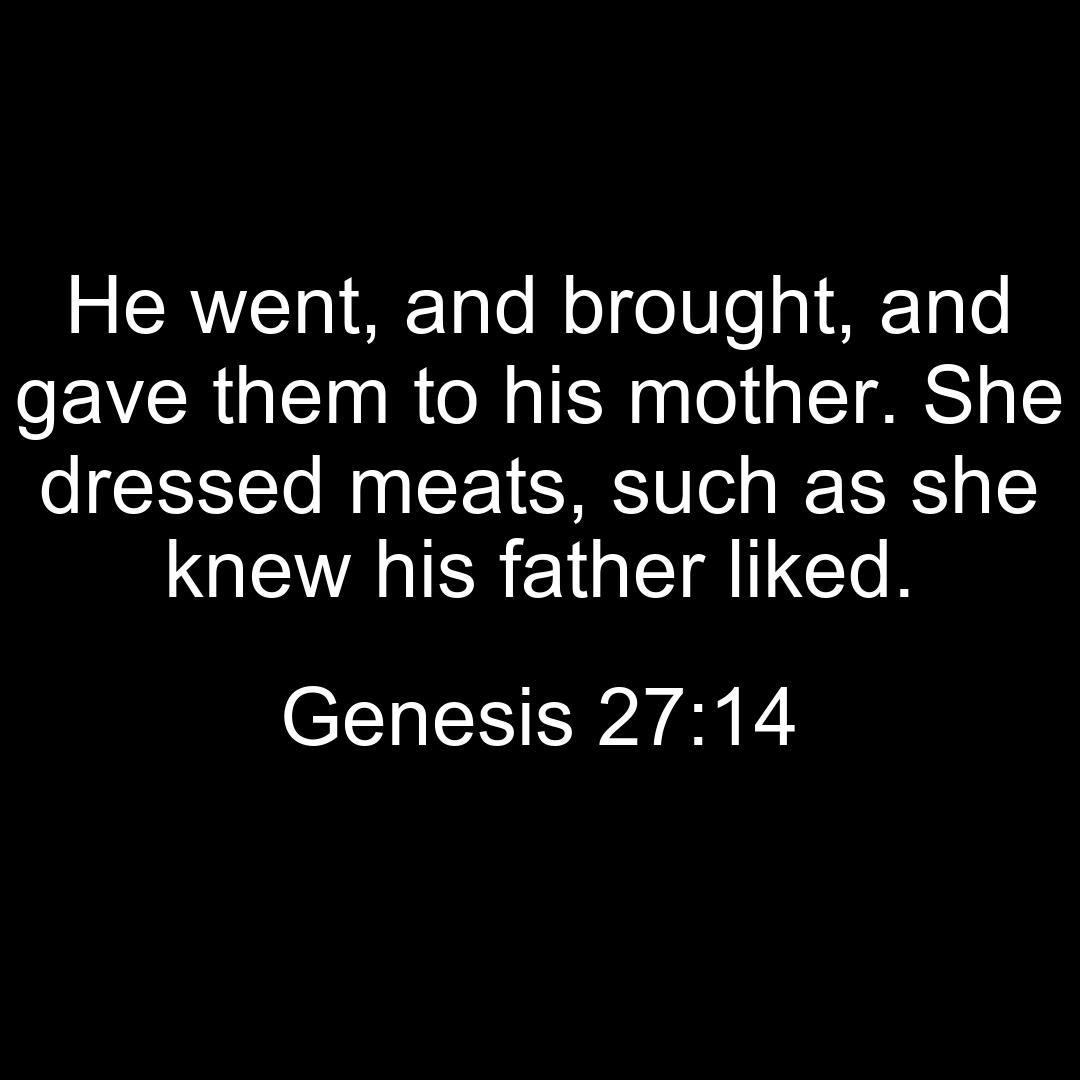 He went, and brought, and
gave them to his mother. She
dressed meats, such as she
knew his father liked.
Genesis 27:14